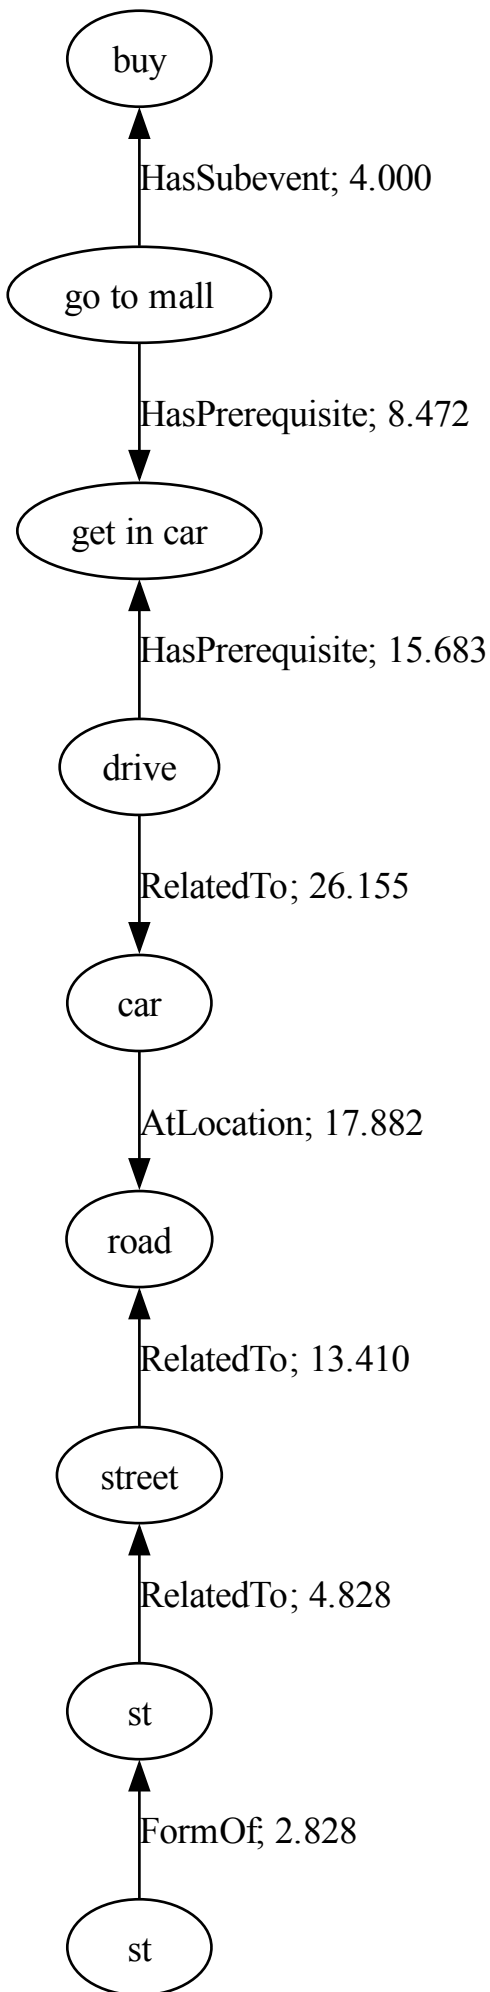 buy
HasSubevent; 4.000
go to mall
HasPrerequisite; 8.472
get in car
HasPrerequisite; 15.683
drive
RelatedTo; 26.155
car
AtLocation; 17.882
road
RelatedTo; 13.410
street
RelatedTo; 4.828
st
FormOf; 2.828
st